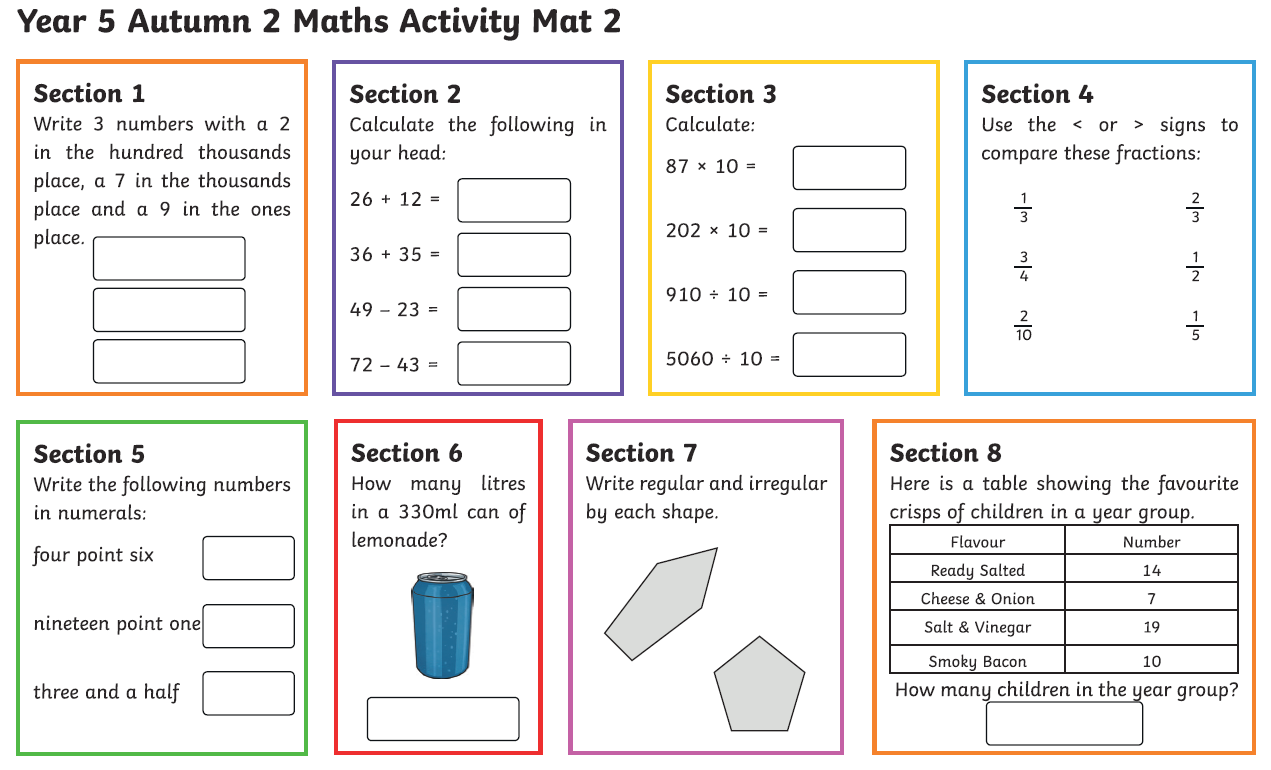 Year 5 Autumn 2 Maths Activity Mat 2
Section 1
Write 3 numbers with a 2
in the hundred thousands
place, a 7 in the thousands
place and a 9 in the ones
place.
Section 2
Calculate the following in
your head:
26 + 12 =
36 + 35 =
49 – 23 =
72 – 43 =
Section 3
Calculate:
87 × 10 =
202 × 10 =
910 ÷ 10 =
5060 ÷ 10 =
Section 4
Use the < or > signs to
compare these fractions:
1/3 2/3
3/4 1/2
2/10 1/5
Section 5
Write the following numbers
in numerals:
four point six
nineteen point one
three and a half
Section 6
How many litres
in a 330ml can of
lemonade?
Section 7
Write regular and irregular
by each shape.
Section 8
Here is a table showing the favourite
crisps of children in a year group.
Flavour Number
Ready Salted 14
Cheese & Onion 7
Salt & Vinegar 19
Smoky Bacon 10
How many children in the year group?